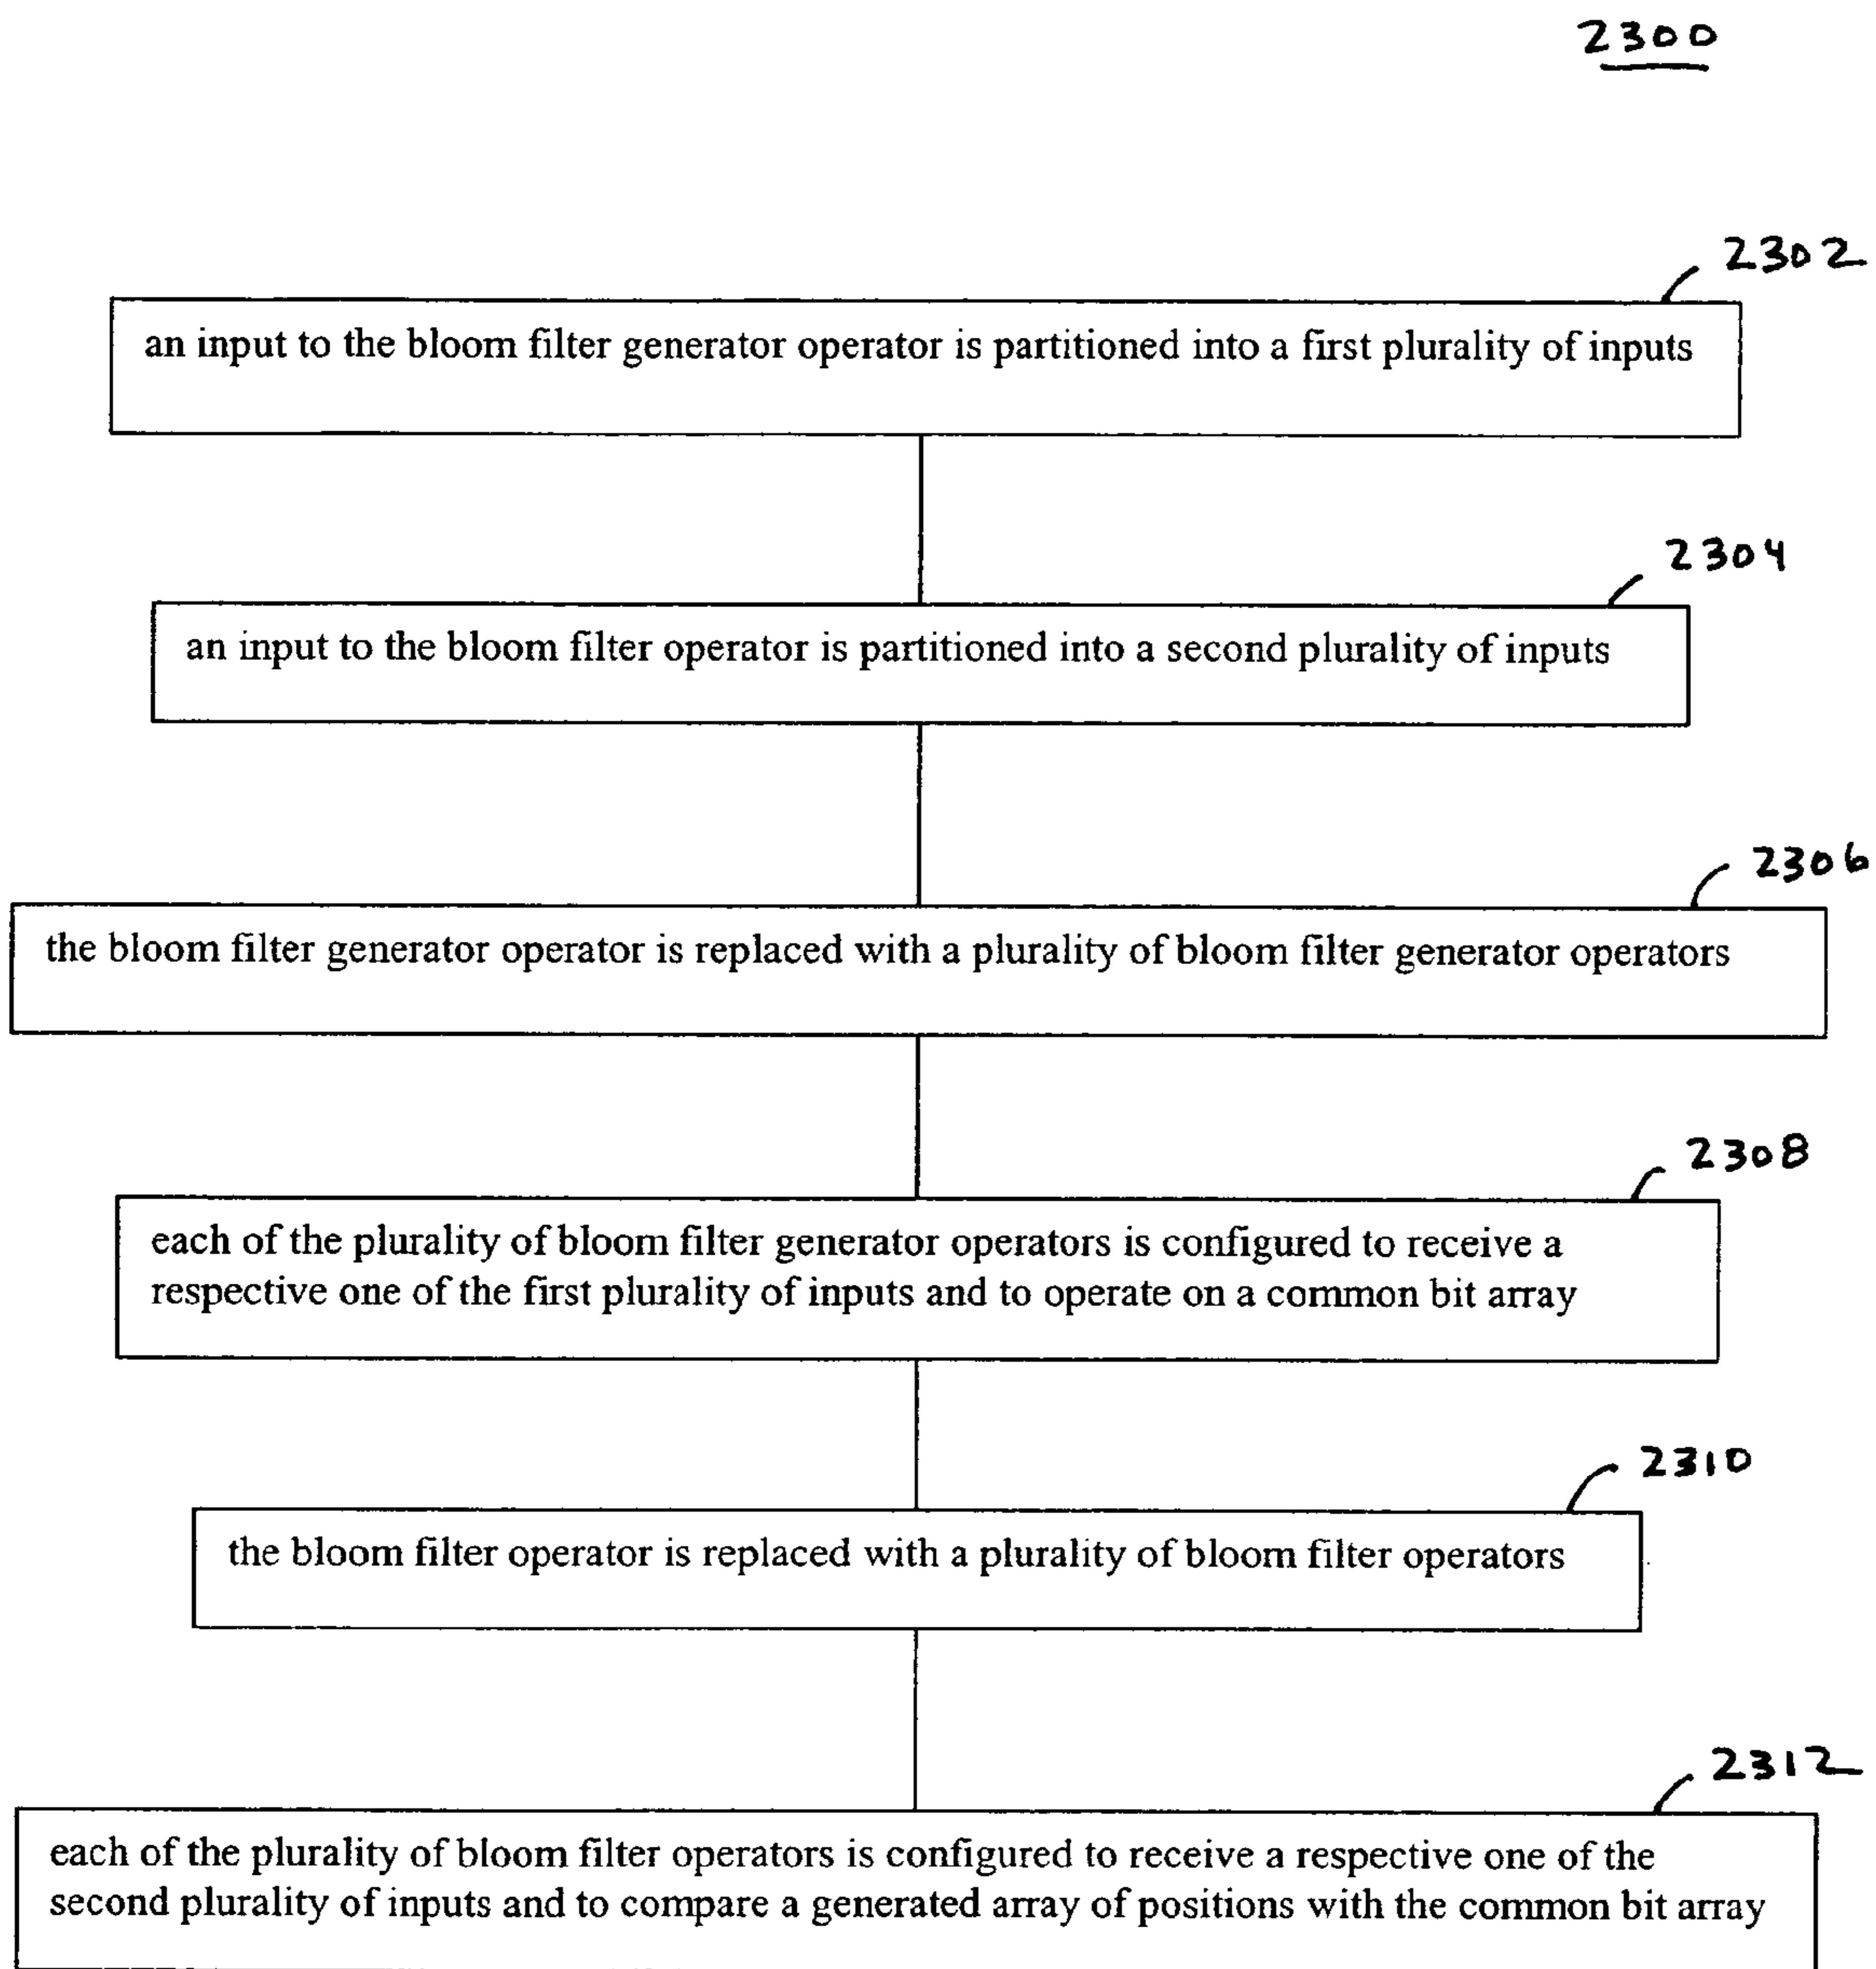 2300
2302
an input to the bloom filter generator operator is partitioned into a first plurality of inputs
2304
an input to the bloom filter operator is partitioned into a second plurality of inputs
2306
the bloom filter generator operator is replaced with a plurality of bloom filter generator operators
2308
each of the plurality of bloom filter generator operators is configured to receive a
respective one of the first plurality of inputs and to operate on a common bit array
2310
the bloom filter operator is replaced with a plurality of bloom filter operators
2312
each of the plurality of bloom filter operators is configured to receive a respective one of the
second plurality of inputs and to compare a generated array of positions with the common bit array